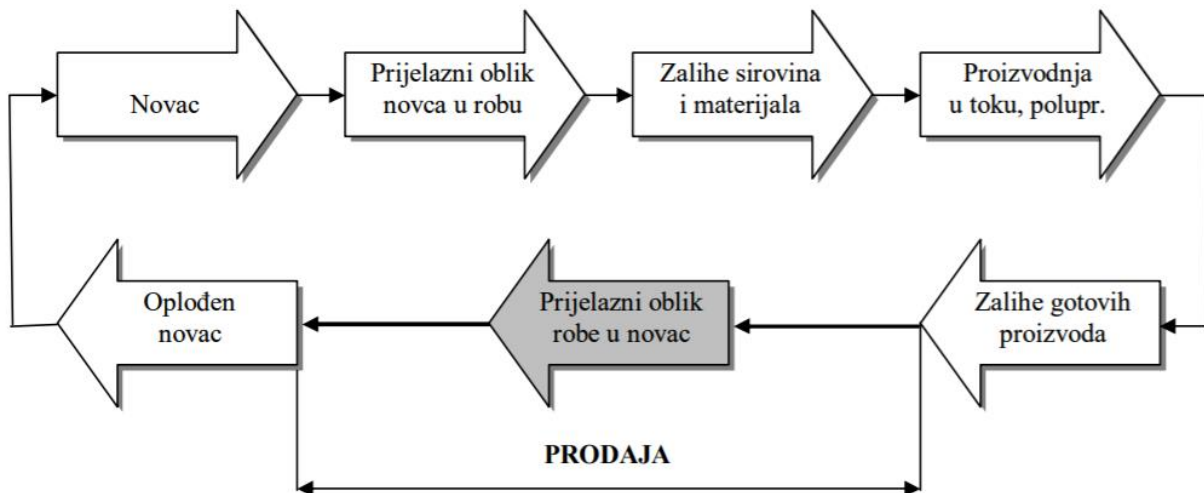 Novac
Prijelazni oblik
novca u robu
Zalihe sirovina
i materijala
Proizvodnja
u toku, polupr.
Oplođen
novac
Prijelazni oblik
robe u novac
Zalihe gotovih
proizvoda
PRODAJA